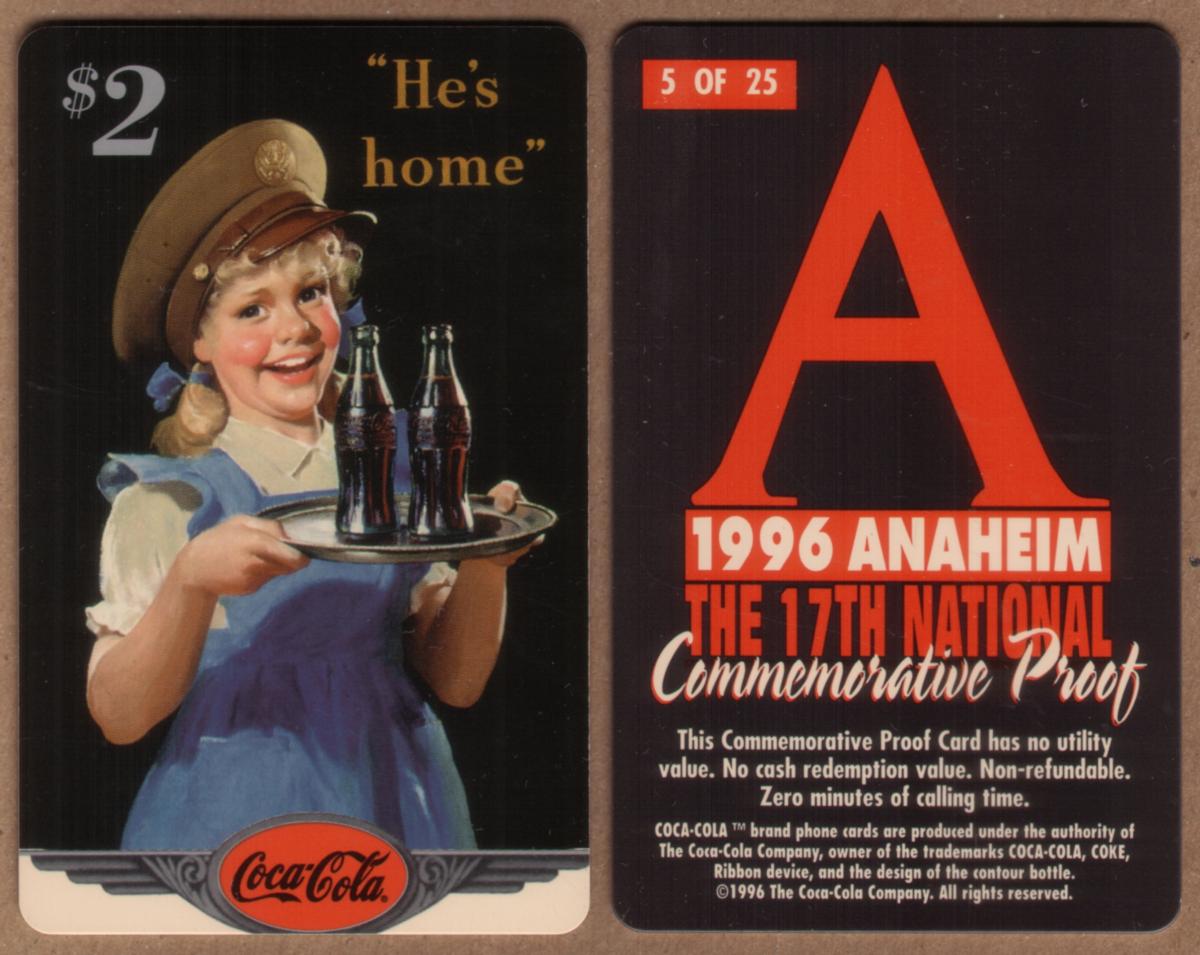 $2
“He’s
home”
Coca-Cola®
5 OF 25
A
1996 ANAHEIM
THE 17TH NATIONAL
Commemorative Proof
This Commemorative Proof Card has no utility
value. No cash redemption value. Non-refundable.
Zero minutes of calling time.
COCA-COLA ™ brand phone cards are produced under the authority of
The Coca-Cola Company, owner of the trademarks COCA-COLA, COKE,
Ribbon device, and the design of the contour bottle.
©1996 The Coca-Cola Company. All rights reserved.